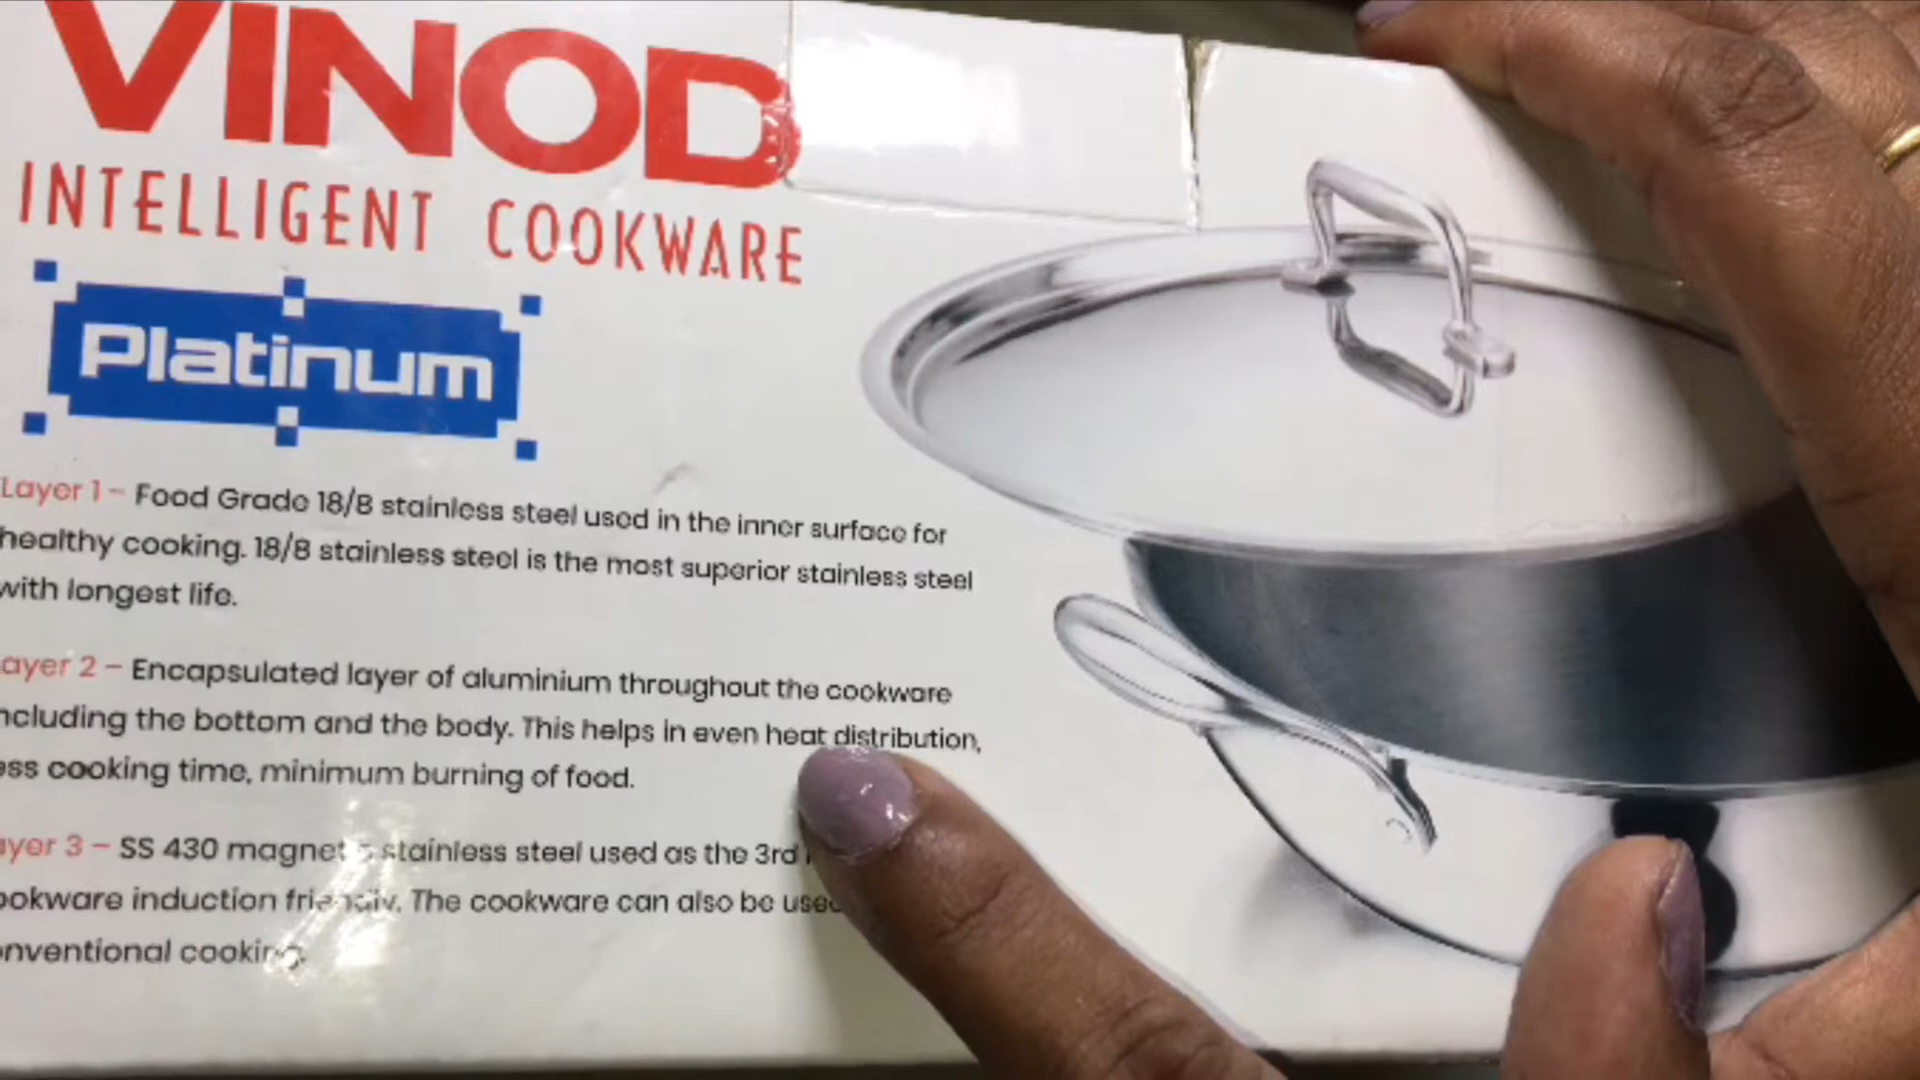 VINOD
INTELLIGENT COOKWARE
Platinum
Layer 1 – Food Grade 18/8 stainless steel used in the inner surface for
healthy cooking. 18/8 stainless steel is the most superior stainless steel
with longest life.
ayer 2 – Encapsulated layer of aluminium throughout the cookware
ncluding the bottom and the body. This helps in even heat distribution,
ess cooking time, minimum burning of food.
ayer 3 – SS 430 magnetic stainless steel used as the 3rd
ookware induction friendly. The cookware can also be used
onventional cooking.